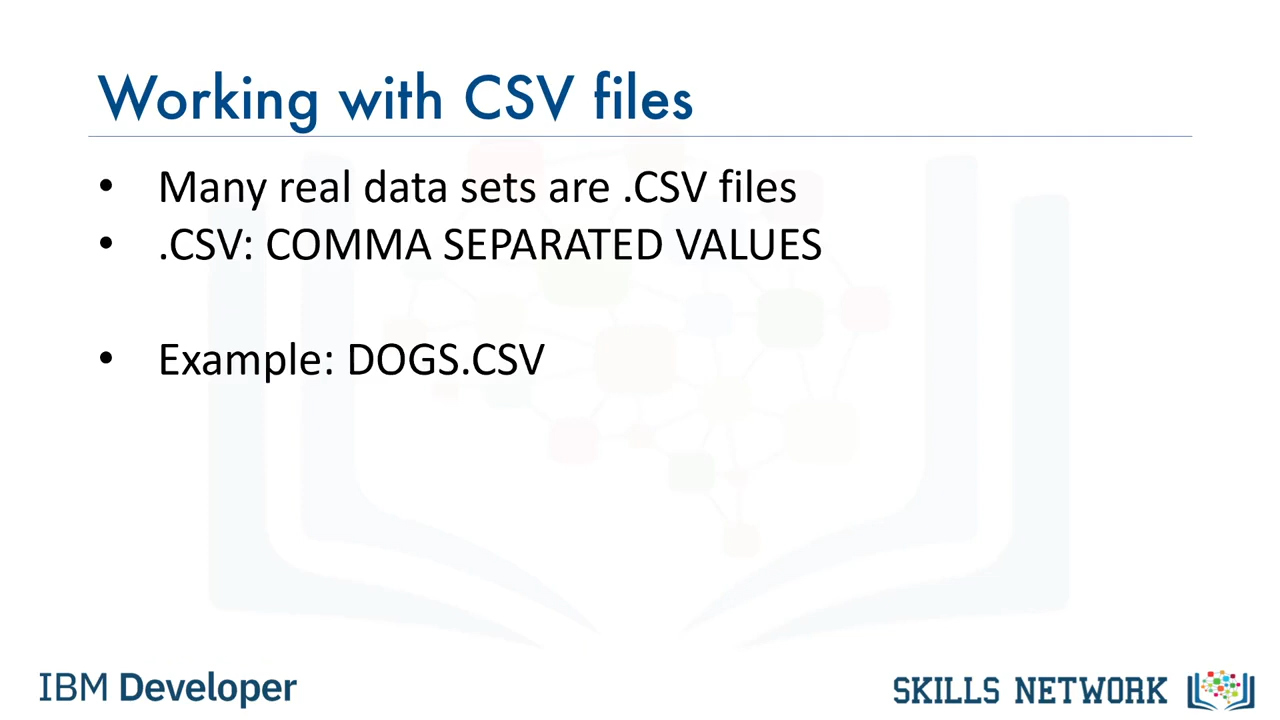 Working with CSV files
• Many real data sets are .CSV files
• .CSV: COMMA SEPARATED VALUES
• Example: DOGS.CSV
IBM Developer
SKILLS NETWORK